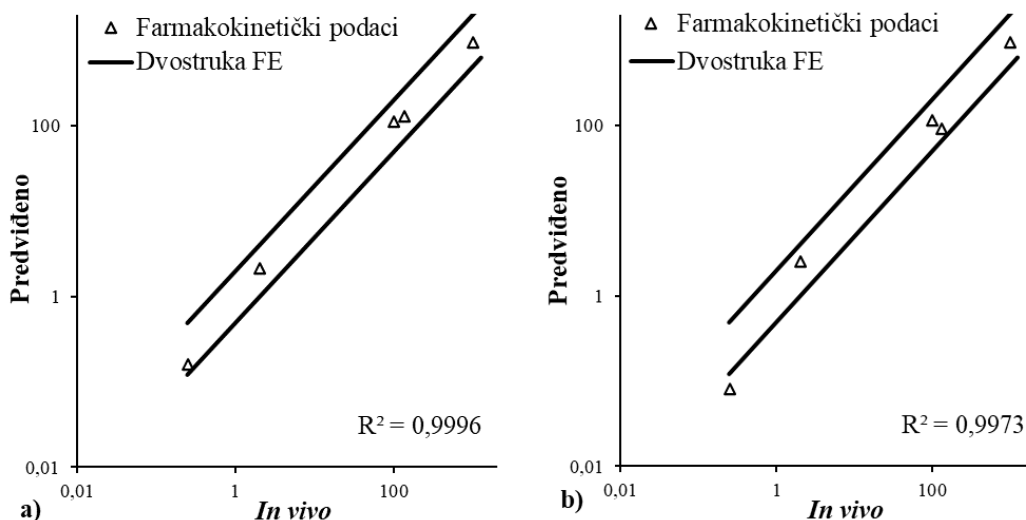 Farmakokinetički podaci
Dvostruka FE
100
1
0,01
0,01
1
100
Predviđeno
In vivo
R² = 0,9996
a)
Farmakokinetički podaci
Dvostruka FE
100
1
0,01
0,01
1
100
Predviđeno
In vivo
R² = 0,9973
b)